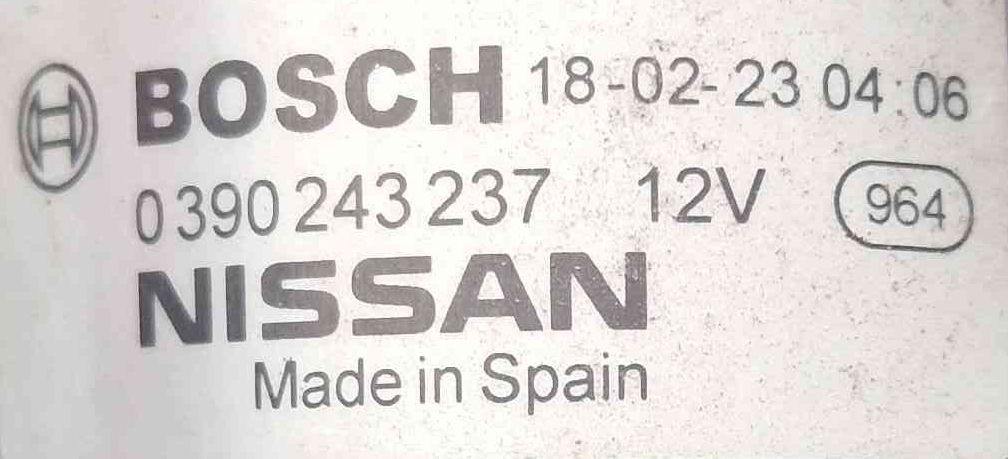 BOSCH 18-02-23 04:06
0 390 243 237 12V 964
NISSAN
Made in Spain